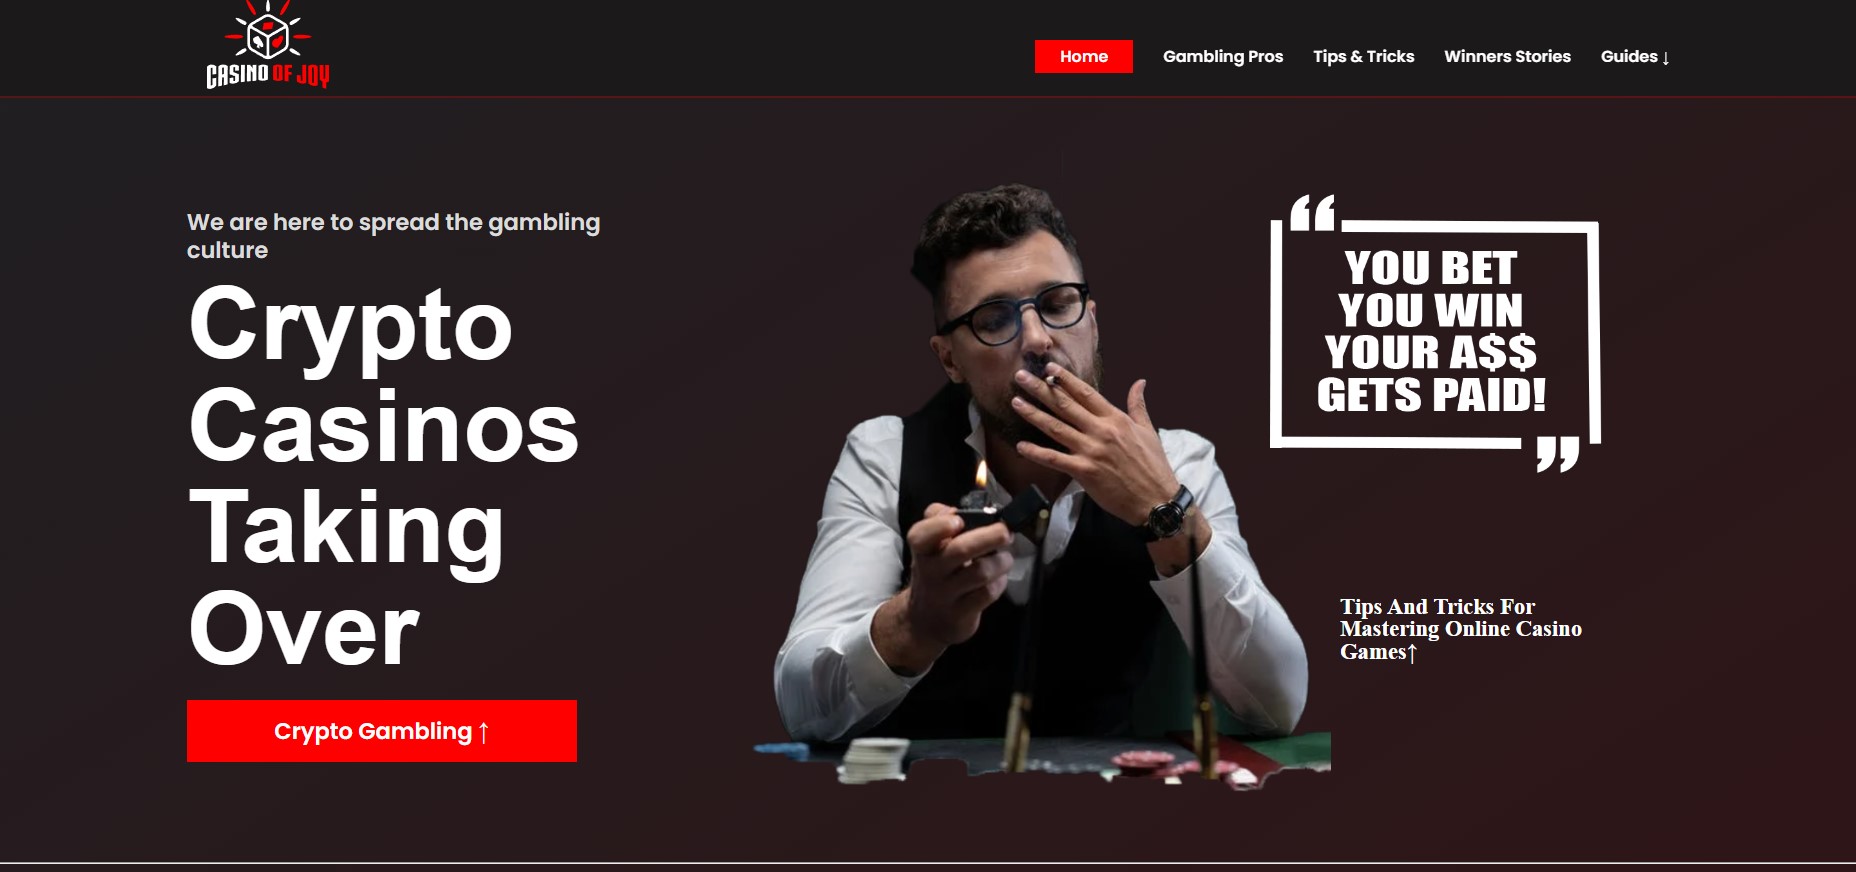 CASINO OF JOY
Home
Gambling Pros
Tips & Tricks
Winners Stories
Guides ↓
We are here to spread the gambling
culture
Crypto
Casinos
Taking
Over
Crypto Gambling ↑
“
YOU BET
YOU WIN
YOUR A$$
GETS PAID!
”
Tips And Tricks For
Mastering Online Casino
Games↑